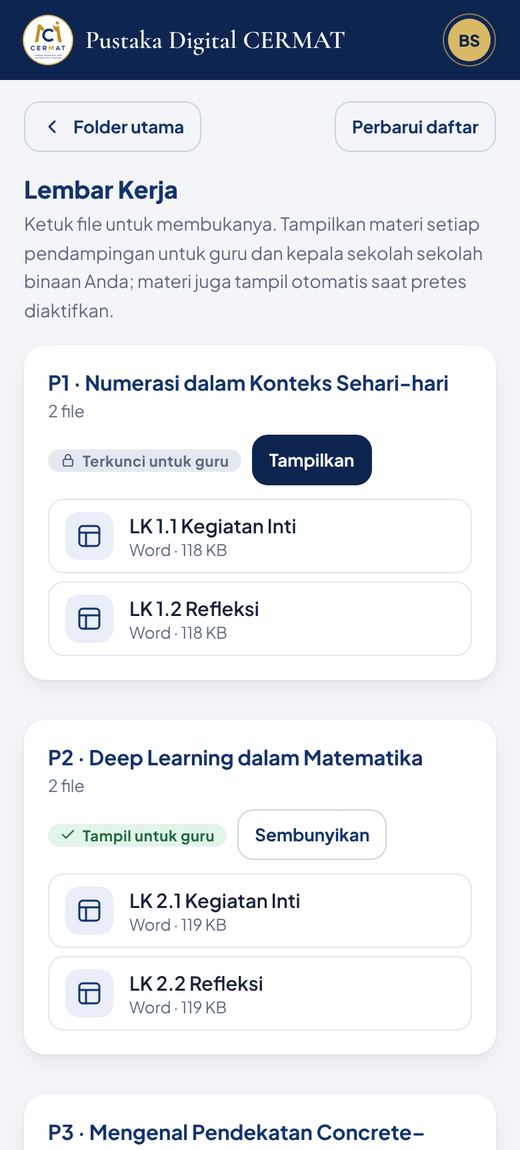 CERMAT
Pustaka Digital CERMAT
BS
Folder utama
Perbarui daftar
Lembar Kerja
Ketuk file untuk membukanya. Tampilkan materi setiap
pendampingan untuk guru dan kepala sekolah sekolah
binaan Anda; materi juga tampil otomatis saat pretes
diaktifkan.
P1 · Numerasi dalam Konteks Sehari-hari
2 file
Terkunci untuk guru
Tampilkan
LK 1.1 Kegiatan Inti
Word · 118 KB
LK 1.2 Refleksi
Word · 118 KB
P2 · Deep Learning dalam Matematika
2 file
Tampil untuk guru
Sembunyikan
LK 2.1 Kegiatan Inti
Word · 119 KB
LK 2.2 Refleksi
Word · 119 KB
P3 · Mengenal Pendekatan Concrete–